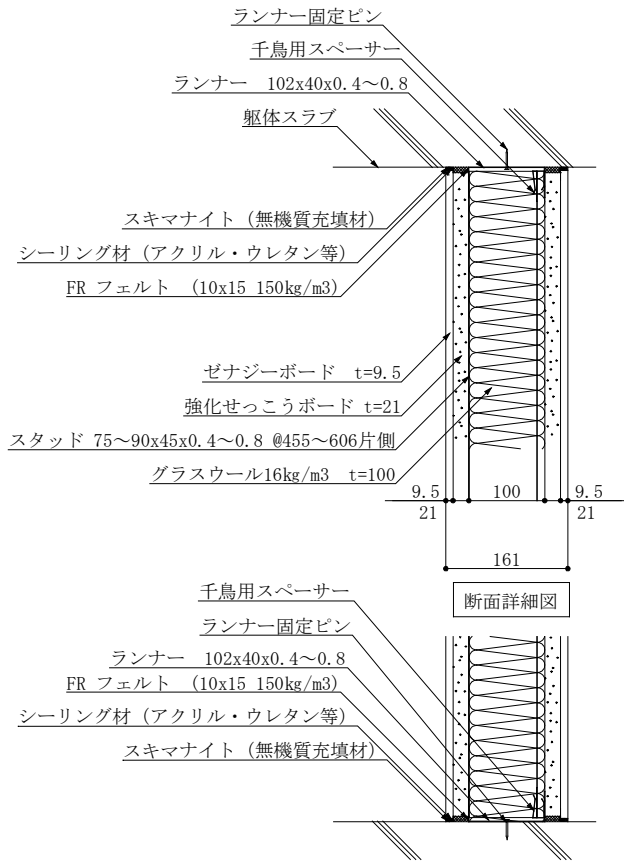 ランナー固定ピン
千鳥用スペーサー
ランナー 102x40x0.4～0.8
躯体スラブ
スキマナイト（無機質充填材）
シーリング材（アクリル・ウレタン等）
FR フェルト (10x15 150kg/m3)
ゼナジーボード t=9.5
強化せっこうボード t=21
スタッド 75～90x45x0.4～0.8 @455～606片側
グラスウール16kg/m3 t=100
9.5 100 9.5
21 21
161
断面詳細図
千鳥用スペーサー
ランナー固定ピン
ランナー 102x40x0.4～0.8
FR フェルト (10x15 150kg/m3)
シーリング材（アクリル・ウレタン等）
スキマナイト（無機質充填材）